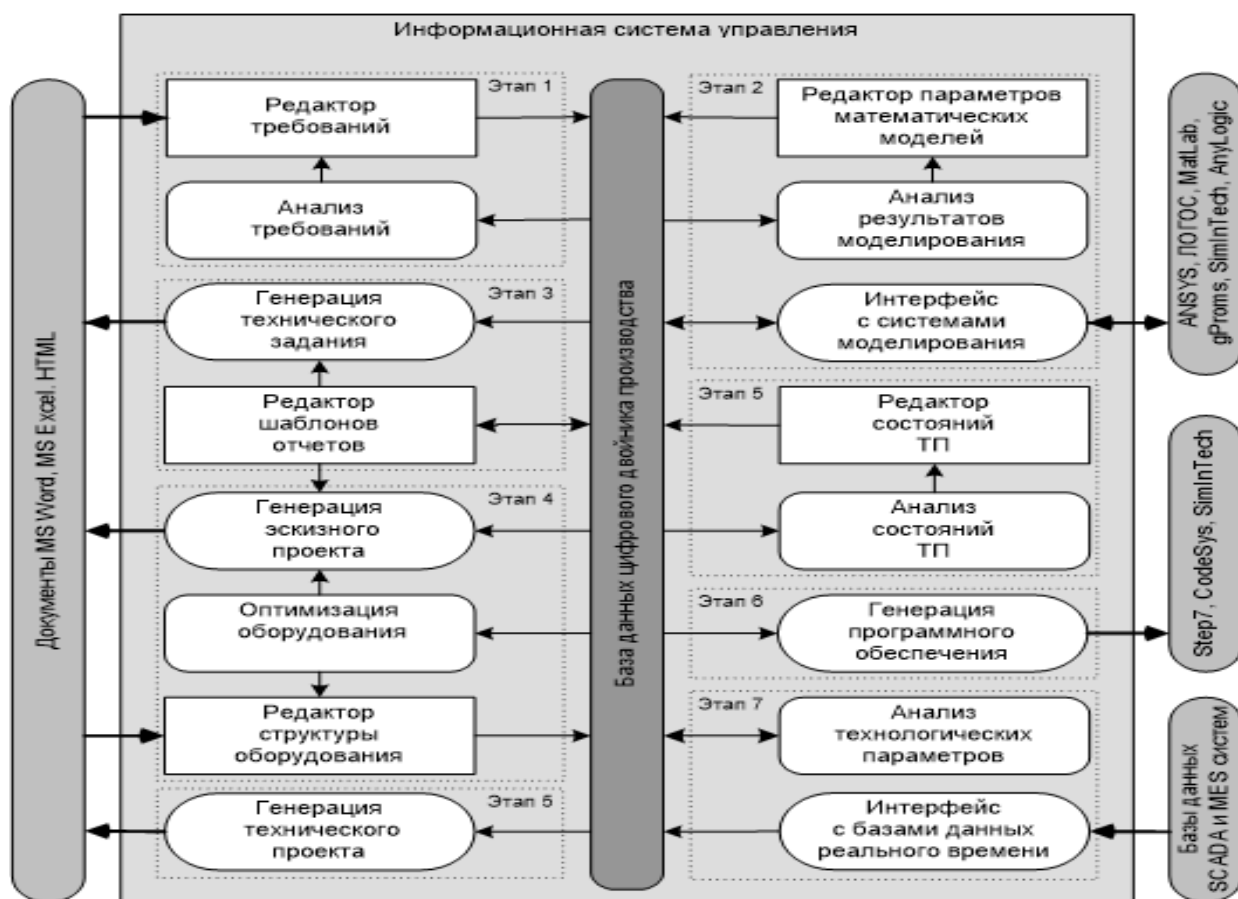 Информационная система управления
Документы MS Word, MS Excel. HTML
Этап 1
Редактор
требований
Анализ
требований
Этап 3
Генерация
технического
задания
Редактор
шаблонов
отчетов
Этап 4
Генерация
эскизного
проекта
Оптимизация
оборудования
Редактор
структуры
оборудования
Этап 5
Генерация
технического
проекта
База данных цифрового двойника производства
Этап 2
Редактор параметров
математических
моделей
Анализ
результатов
моделирования
Интерфейс
с системами
моделирования
Этап 5
Редактор
состояний
ТП
Анализ
состояний
ТП
Этап 6
Генерация
программного
обеспечения
Этап 7
Анализ
технологических
параметров
Интерфейс
с базами данных
реального времени
ANSYS, ЛОГОС, MatLab,
gProms, SimInTech, AnyLogic
Step7, CodeSys, SimInTech
Базы данных
SCADA и MES систем